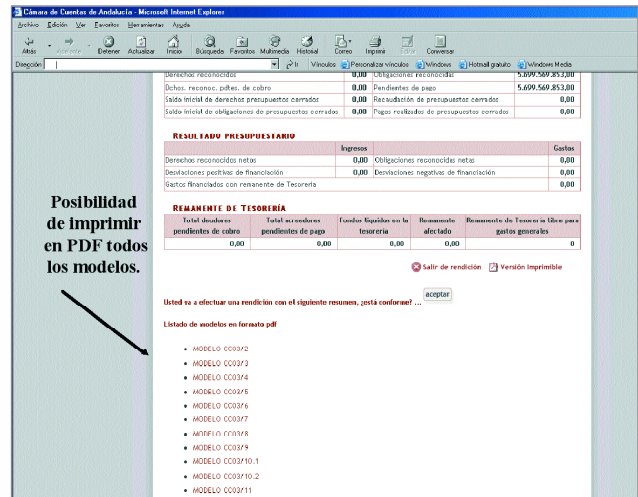 Cámara de Cuentas de Andalucía - Microsoft Internet Explorer
Archivo Edición Ver Favoritos Herramientas Ayuda
Atrás Adelante Detener Actualizar Inicio Búsqueda Favoritos Multimedia Historial Correo Imprimir Editar Conversar
Dirección Ir Vínculos Personalizar vínculos Windows Hotmail gratuito Windows Media
Derechos reconocidos 0,00 Obligaciones reconocidas 5.699.569.853,00
Dchos. reconoc. pdtes. de cobro 0,00 Pendientes de pago 5.699.569.853,00
Saldo inicial de derechos presupuestos cerrados 0,00 Recaudación de presupuestos cerrados 0,00
Saldo inicial de obligaciones de presupuestos cerrados 0,00 Pagos realizados de presupuestos cerrados 0,00
RESULTADO PRESUPUESTARIO
Ingresos Gastos
Derechos reconocidos netos 0,00 Obligaciones reconocidas netas 0,00
Desviaciones positivas de financiación 0,00 Desviaciones negativas de financiación 0,00
Gastos financiados con remanente de Tesorería 0,00
REMANENTE DE TESORERÍA
Total deudores pendientes de cobro Total acreedores pendientes de pago Fondos líquidos en la tesorería Remanente afectado Remanente de Tesorería libre para gastos generales
0,00 0,00 0,00 0,00 0
Salir de rendición Versión Imprimible
Usted va a efectuar una rendición con el siguiente resumen, ¿está conforme? ... aceptar
Listado de modelos en formato pdf
• MODELO CC03/2
• MODELO CC03/3
• MODELO CC03/4
• MODELO CC03/5
• MODELO CC03/6
• MODELO CC03/7
• MODELO CC03/8
• MODELO CC03/9
• MODELO CC03/10.1
• MODELO CC03/10.2
• MODELO CC03/11
Posibilidad
de imprimir
en PDF todos
los modelos.